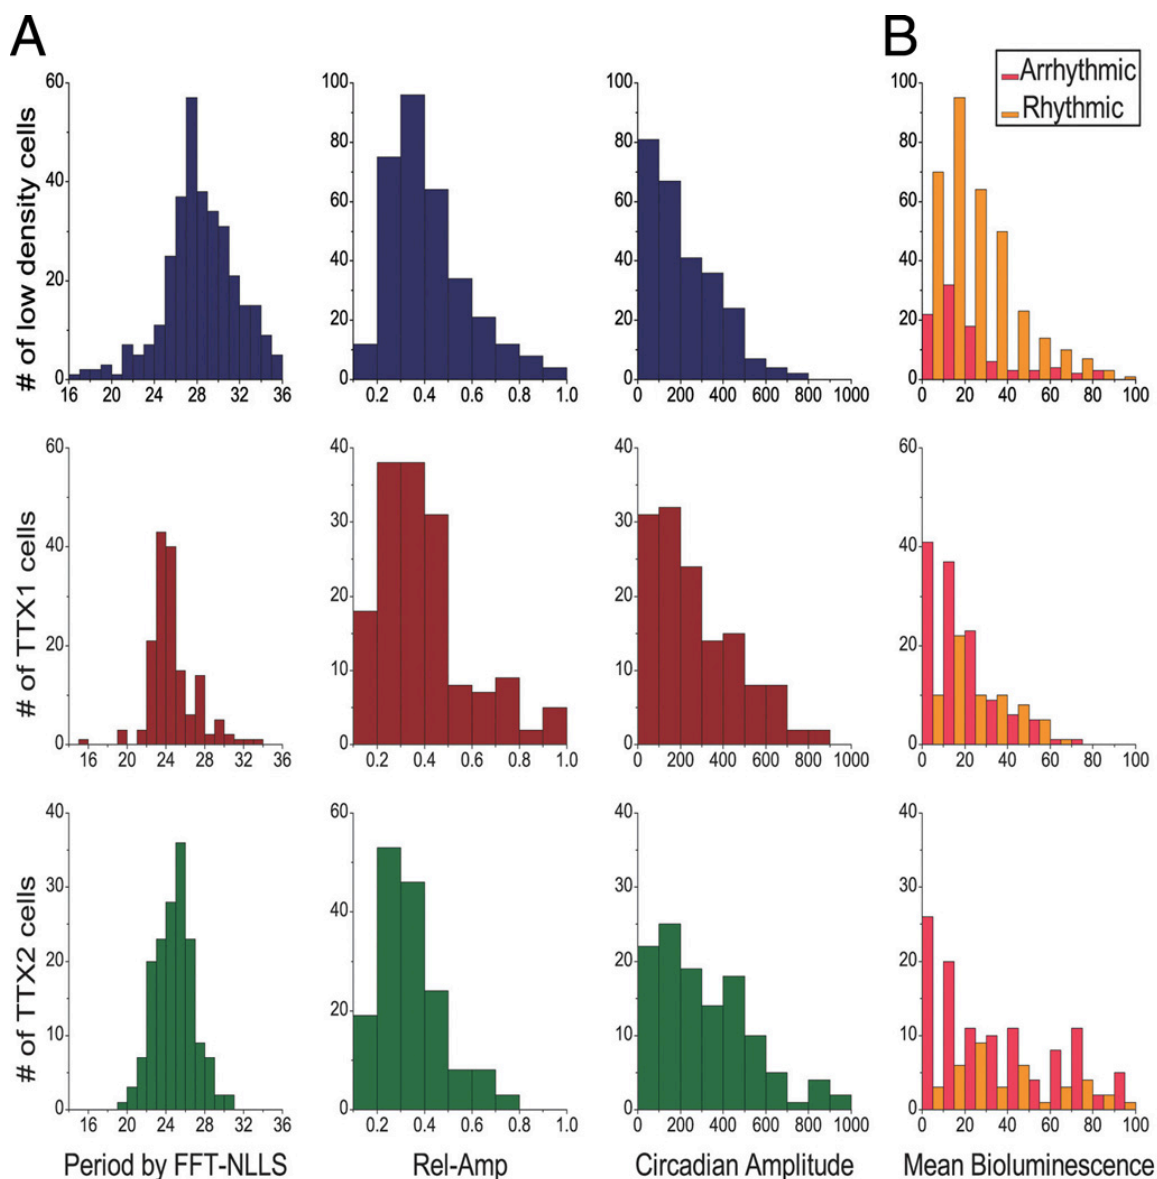 A
B
Arrhythmic
Rhythmic
# of low density cells
60
40
20
0
16 20 24 28 32 36
100
80
60
40
20
0
0.2 0.4 0.6 0.8 1.0
100
80
60
40
20
0
0 200 400 600 800 1000
100
80
60
40
20
0
0 20 40 60 80 100
# of TTX1 cells
60
40
20
0
16 20 24 28 32 36
40
30
20
10
0
0.2 0.4 0.6 0.8 1.0
40
30
20
10
0
0 200 400 600 800 1000
60
40
20
0
0 20 40 60 80 100
# of TTX2 cells
40
30
20
10
0
16 20 24 28 32 36
60
40
20
0
0.2 0.4 0.6 0.8 1.0
40
30
20
10
0
0 200 400 600 800 1000
40
30
20
10
0
0 20 40 60 80 100
Period by FFT-NLLS
Rel-Amp
Circadian Amplitude
Mean Bioluminescence